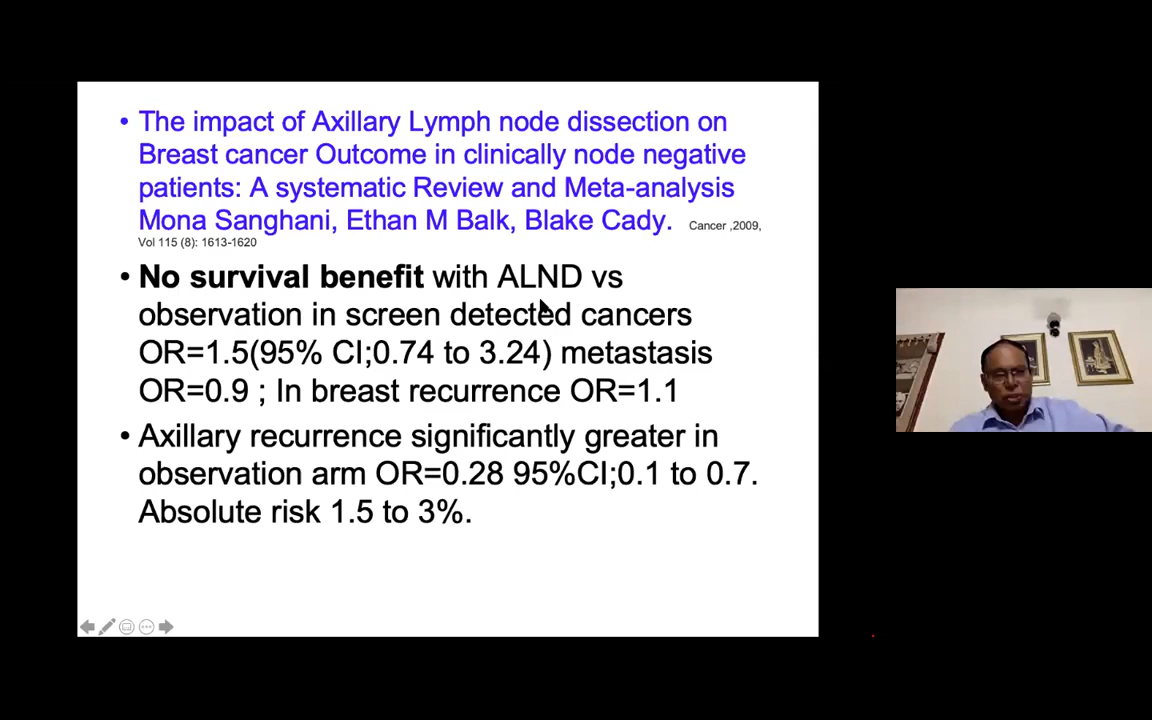 • The impact of Axillary Lymph node dissection on
Breast cancer Outcome in clinically node negative
patients: A systematic Review and Meta-analysis
Mona Sanghani, Ethan M Balk, Blake Cady. Cancer ,2009,
Vol 115 (8): 1613-1620
• No survival benefit with ALND vs
observation in screen detected cancers
OR=1.5(95% CI;0.74 to 3.24) metastasis
OR=0.9 ; In breast recurrence OR=1.1
• Axillary recurrence significantly greater in
observation arm OR=0.28 95%CI;0.1 to 0.7.
Absolute risk 1.5 to 3%.